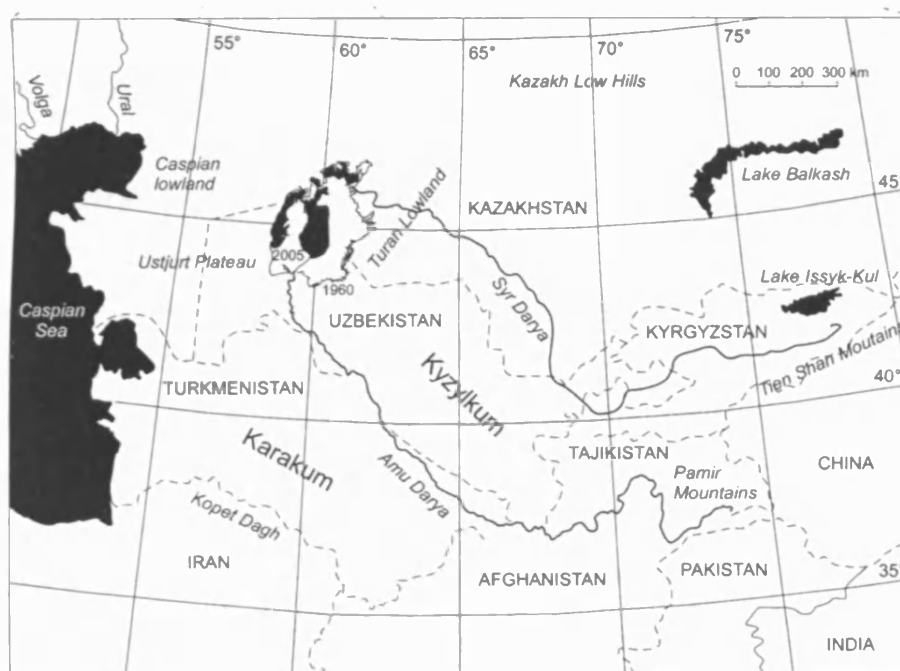 55°
60°
65°
70°
75°
Kazakh Low Hills
0 100 200 300 km
Volga
Ural
Caspian
lowland
Lake Balkash
45
Turan Lowland
KAZAKHSTAN
Ustjurt Plateau
2005
1960
Syr Darya
Lake Issyk-Kul
Caspian
Sea
UZBEKISTAN
KYRGYZSTAN
Tien Shan Moutains
TURKMENISTAN
Kyzylkum
40°
Karakum
Amu Darya
TAJIKISTAN
Pamir
Mountains
CHINA
Kopet Dagh
IRAN
AFGHANISTAN
PAKISTAN
35°
INDIA